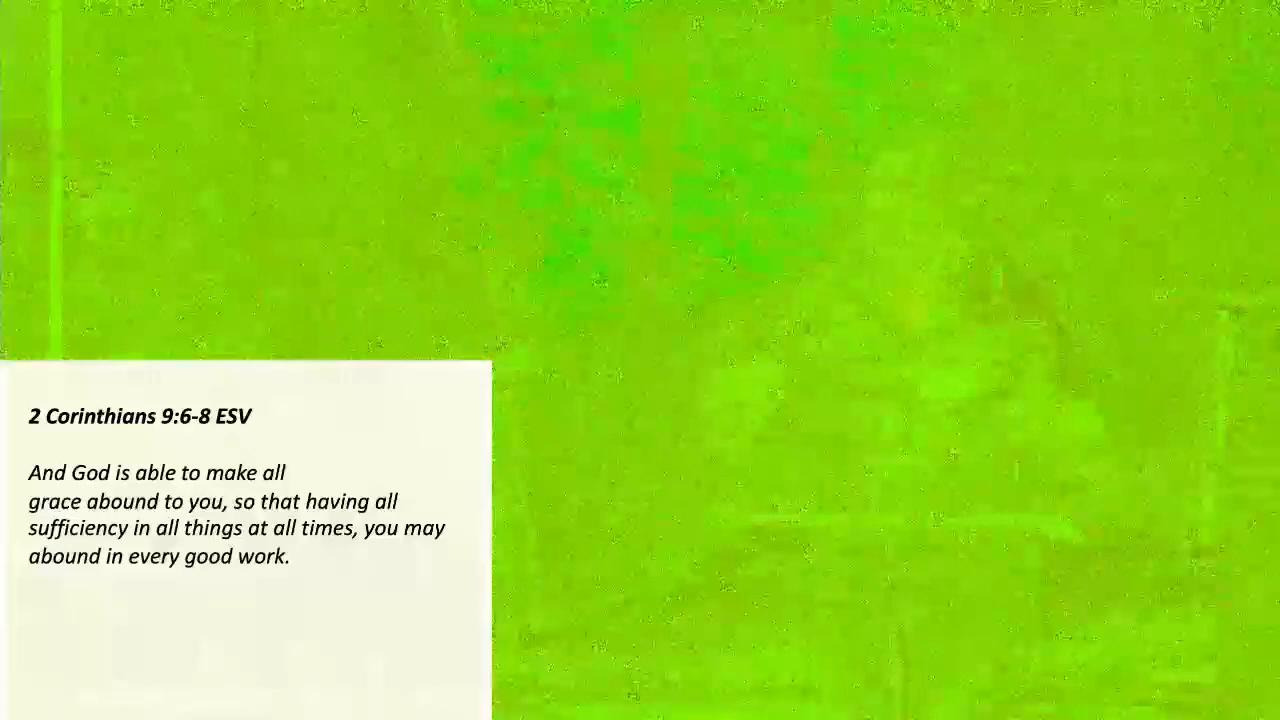 2 Corinthians 9:6-8 ESV
And God is able to make all
grace abound to you, so that having all
sufficiency in all things at all times, you may
abound in every good work.